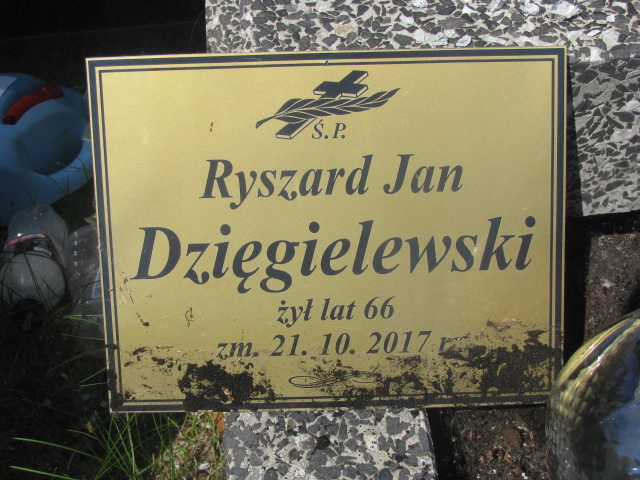 Ś.P.
Ryszard Jan
Dzięgielewski
żył lat 66
zm. 21. 10. 2017 r